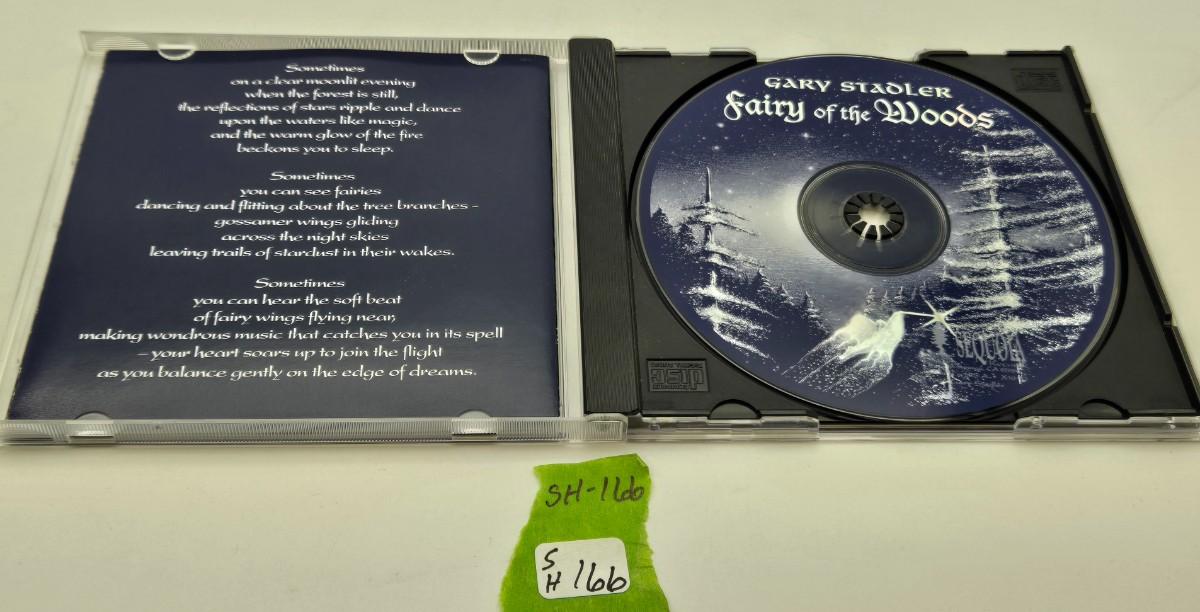 Sometimes
on a clear moonlit evening
when the forest is still,
the reflections of stars ripple and dance
upon the waters like magic,
and the warm glow of the fire
beckons you to sleep.
Sometimes
you can see fairies
dancing and flitting about the tree branches –
gossamer wings gliding
across the night skies
leaving trails of stardust in their wakes.
Sometimes
you can hear the soft beat
of fairy wings flying near,
making wondrous music that catches you in its spell
– your heart soars up to join the flight
as you balance gently on the edge of dreams.
GARY STADLER
Fairy of the Woods
SEQUOIA
disc
SH-166
S
H 166